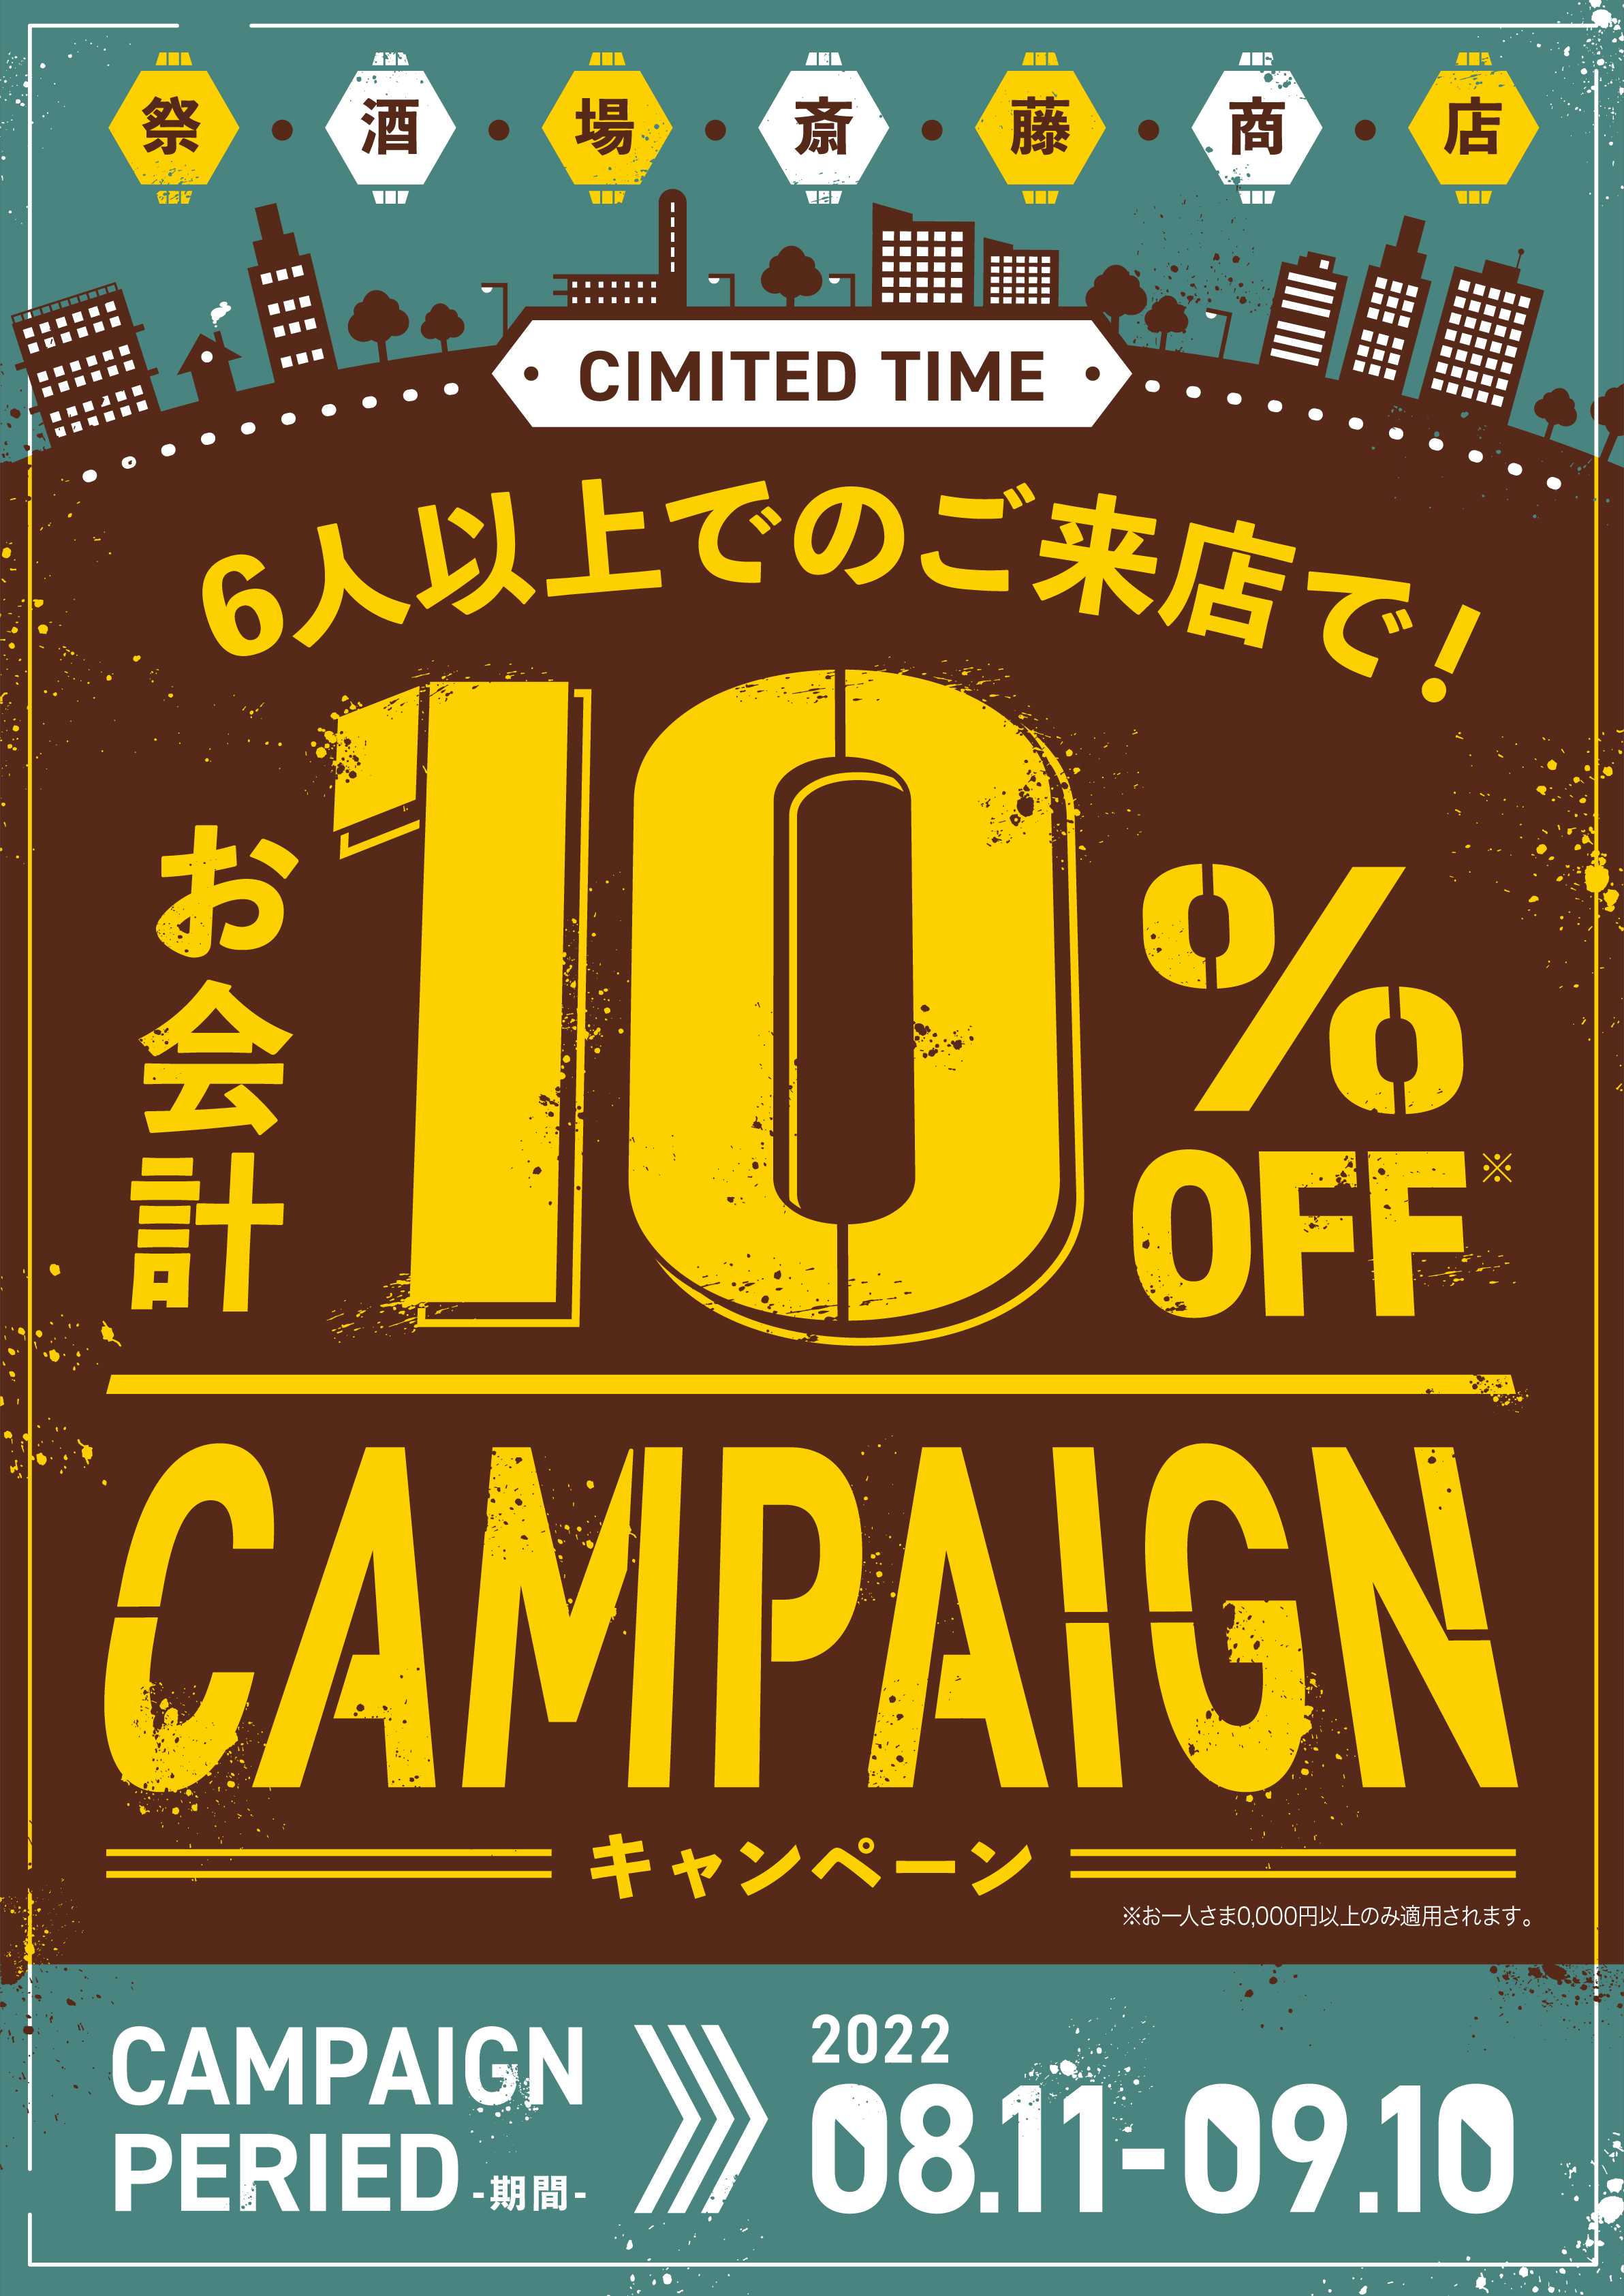 祭・酒・場・斎・藤・商・店
CIMITED TIME
6人以上でのご来店で!
お会計
10%
OFF※
CAMPAIGN
キャンペーン
※お一人さま0,000円以上のみ適用されます。
CAMPAIGN
PERIED -期間-
2022
08.11-09.10